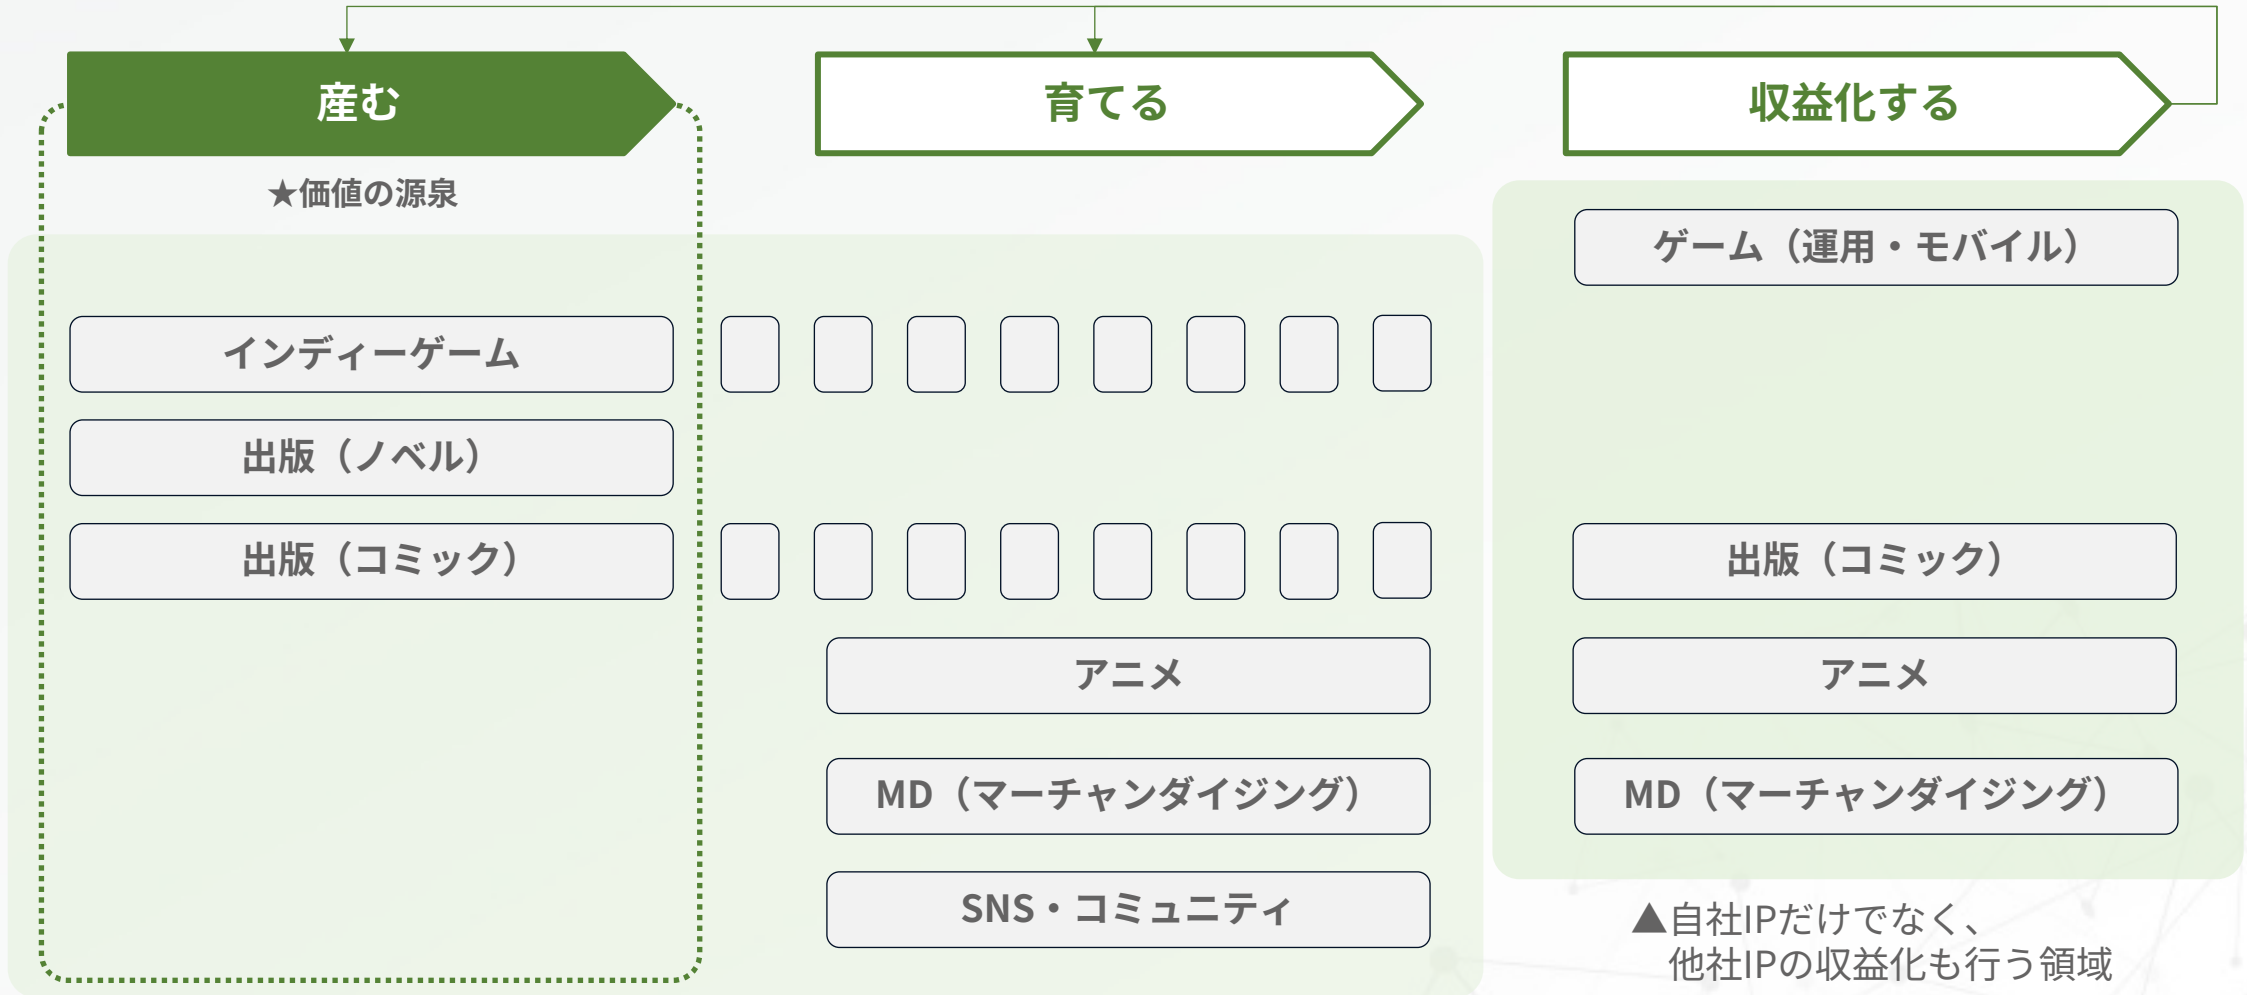 産む
育てる
収益化する
★価値の源泉
ゲーム（運用・モバイル）
インディーゲーム
出版（ノベル）
出版（コミック）
出版（コミック）
アニメ
アニメ
MD（マーチャンダイジング）
MD（マーチャンダイジング）
SNS・コミュニティ
▲自社IPだけでなく、
他社IPの収益化も行う領域